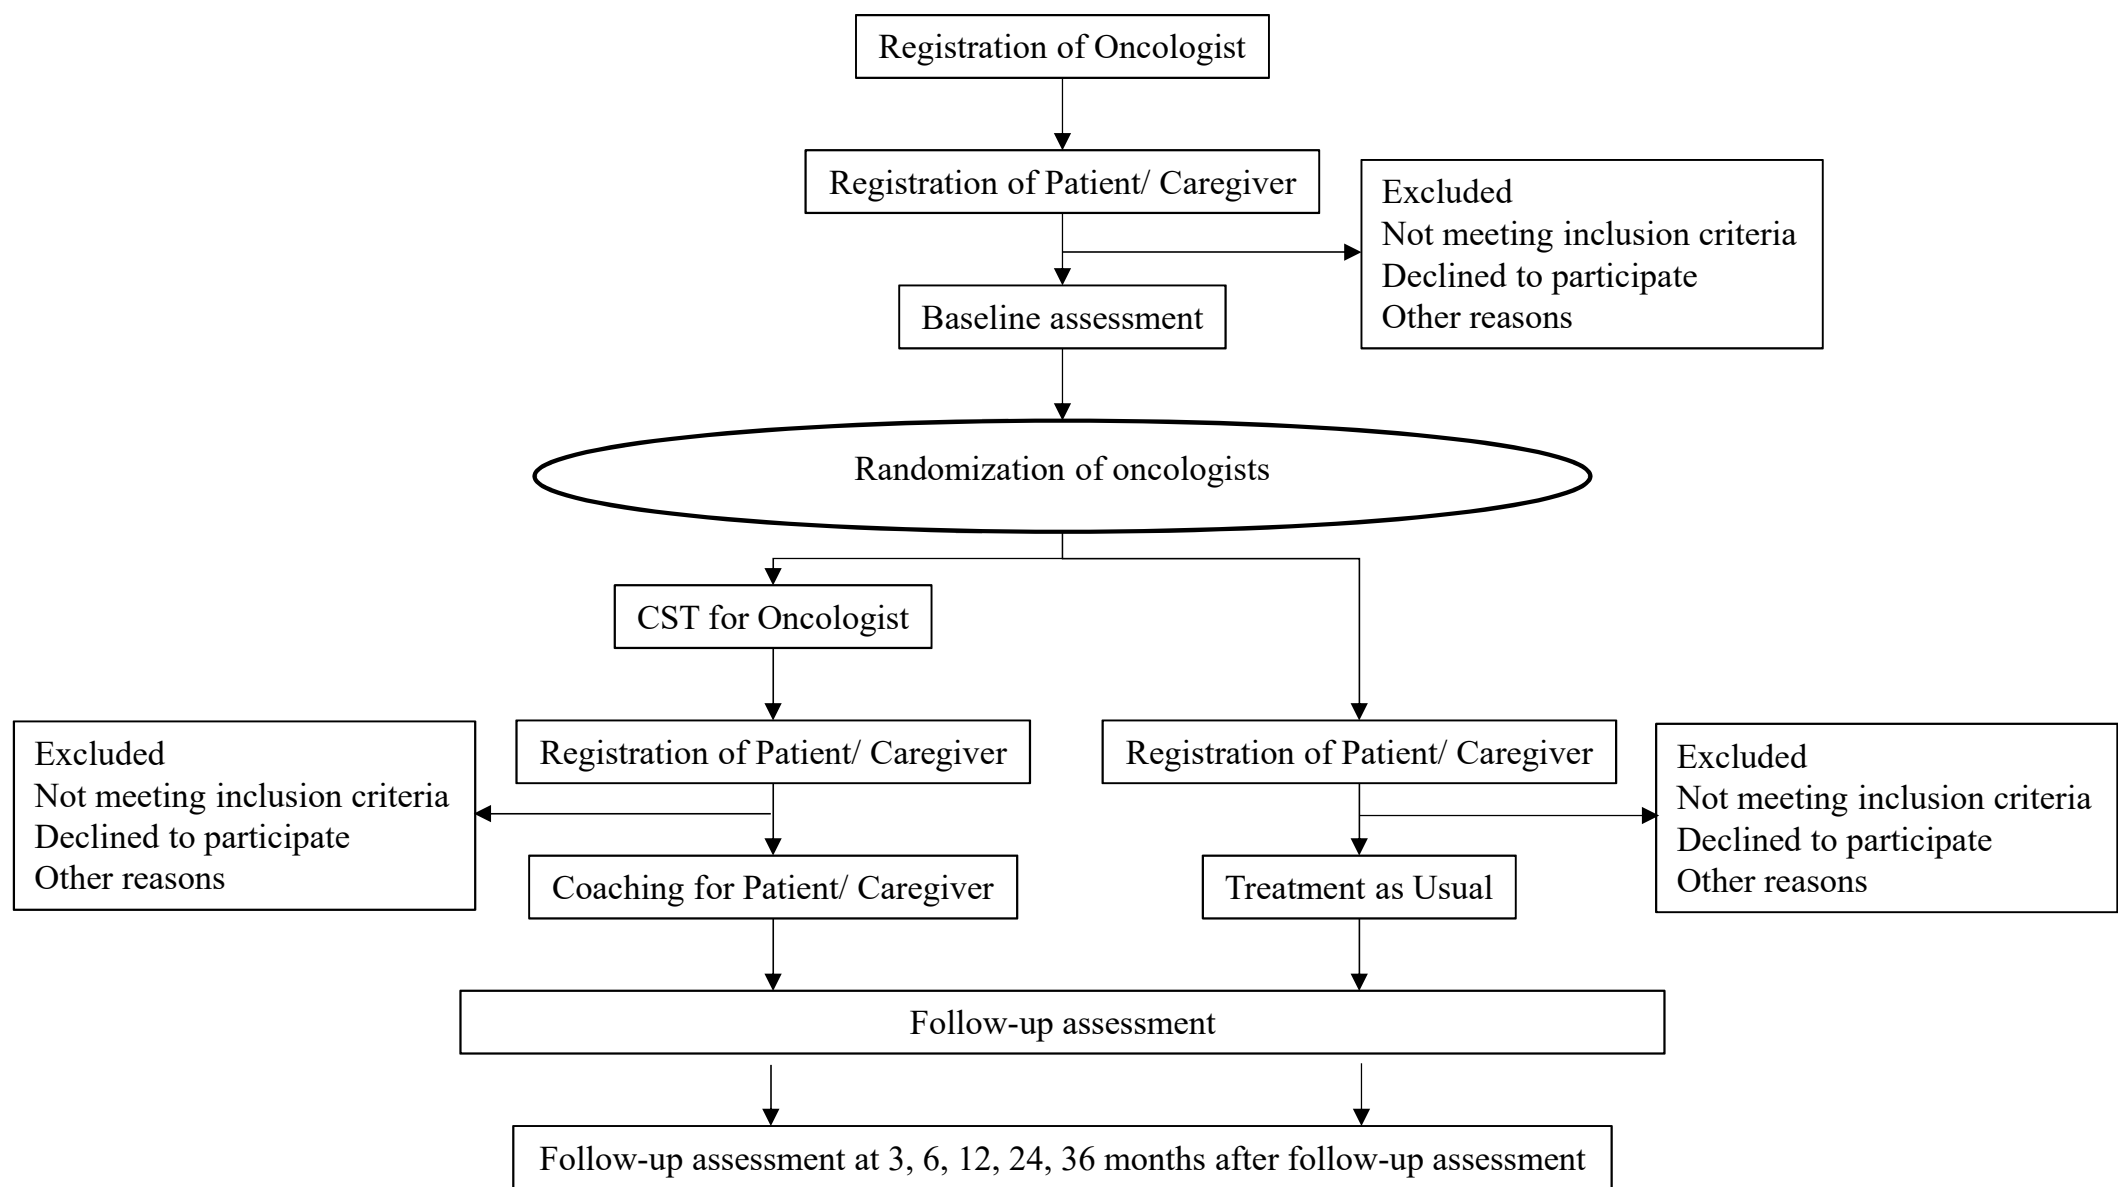 Registration of Oncologist
Registration of Patient/ Caregiver
Excluded
Not meeting inclusion criteria
Declined to participate
Other reasons
Baseline assessment
Randomization of oncologists
CST for Oncologist
Registration of Patient/ Caregiver
Registration of Patient/ Caregiver
Excluded
Not meeting inclusion criteria
Declined to participate
Other reasons
Excluded
Not meeting inclusion criteria
Declined to participate
Other reasons
Coaching for Patient/ Caregiver
Treatment as Usual
Follow-up assessment
Follow-up assessment at 3, 6, 12, 24, 36 months after follow-up assessment